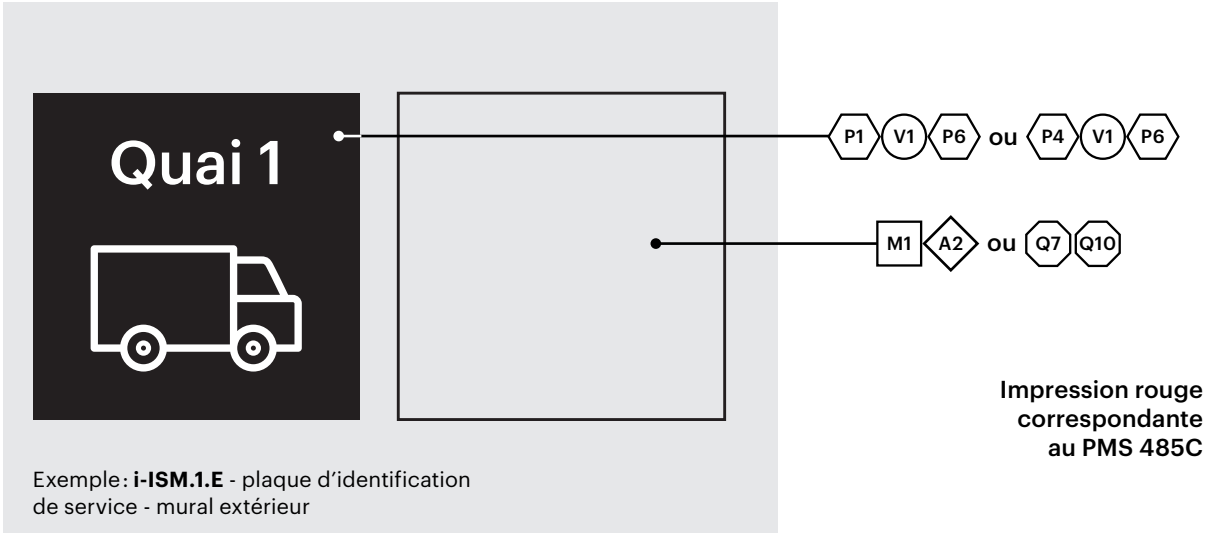 Quai 1
P1 V1 P6 ou P4 V1 P6
M1 A2 ou Q7 Q10
Impression rouge
correspondante
au PMS 485C
Exemple: i-ISM.1.E - plaque d’identification
de service - mural extérieur